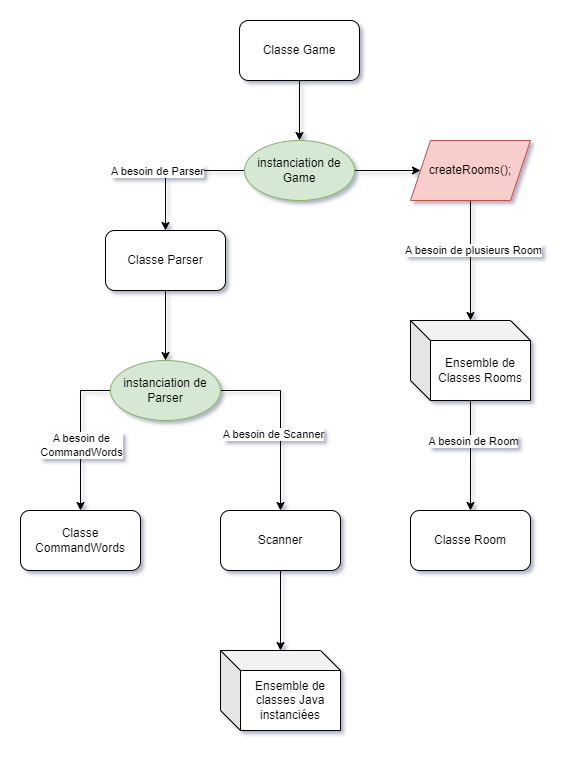 Classe Game
instanciation de
Game
createRooms();
A besoin de Parser
Classe Parser
A besoin de plusieurs Room
Ensemble de
Classes Rooms
instanciation de
Parser
A besoin de
CommandWords
A besoin de Scanner
A besoin de Room
Classe
CommandWords
Scanner
Classe Room
Ensemble de
classes Java
instanciées